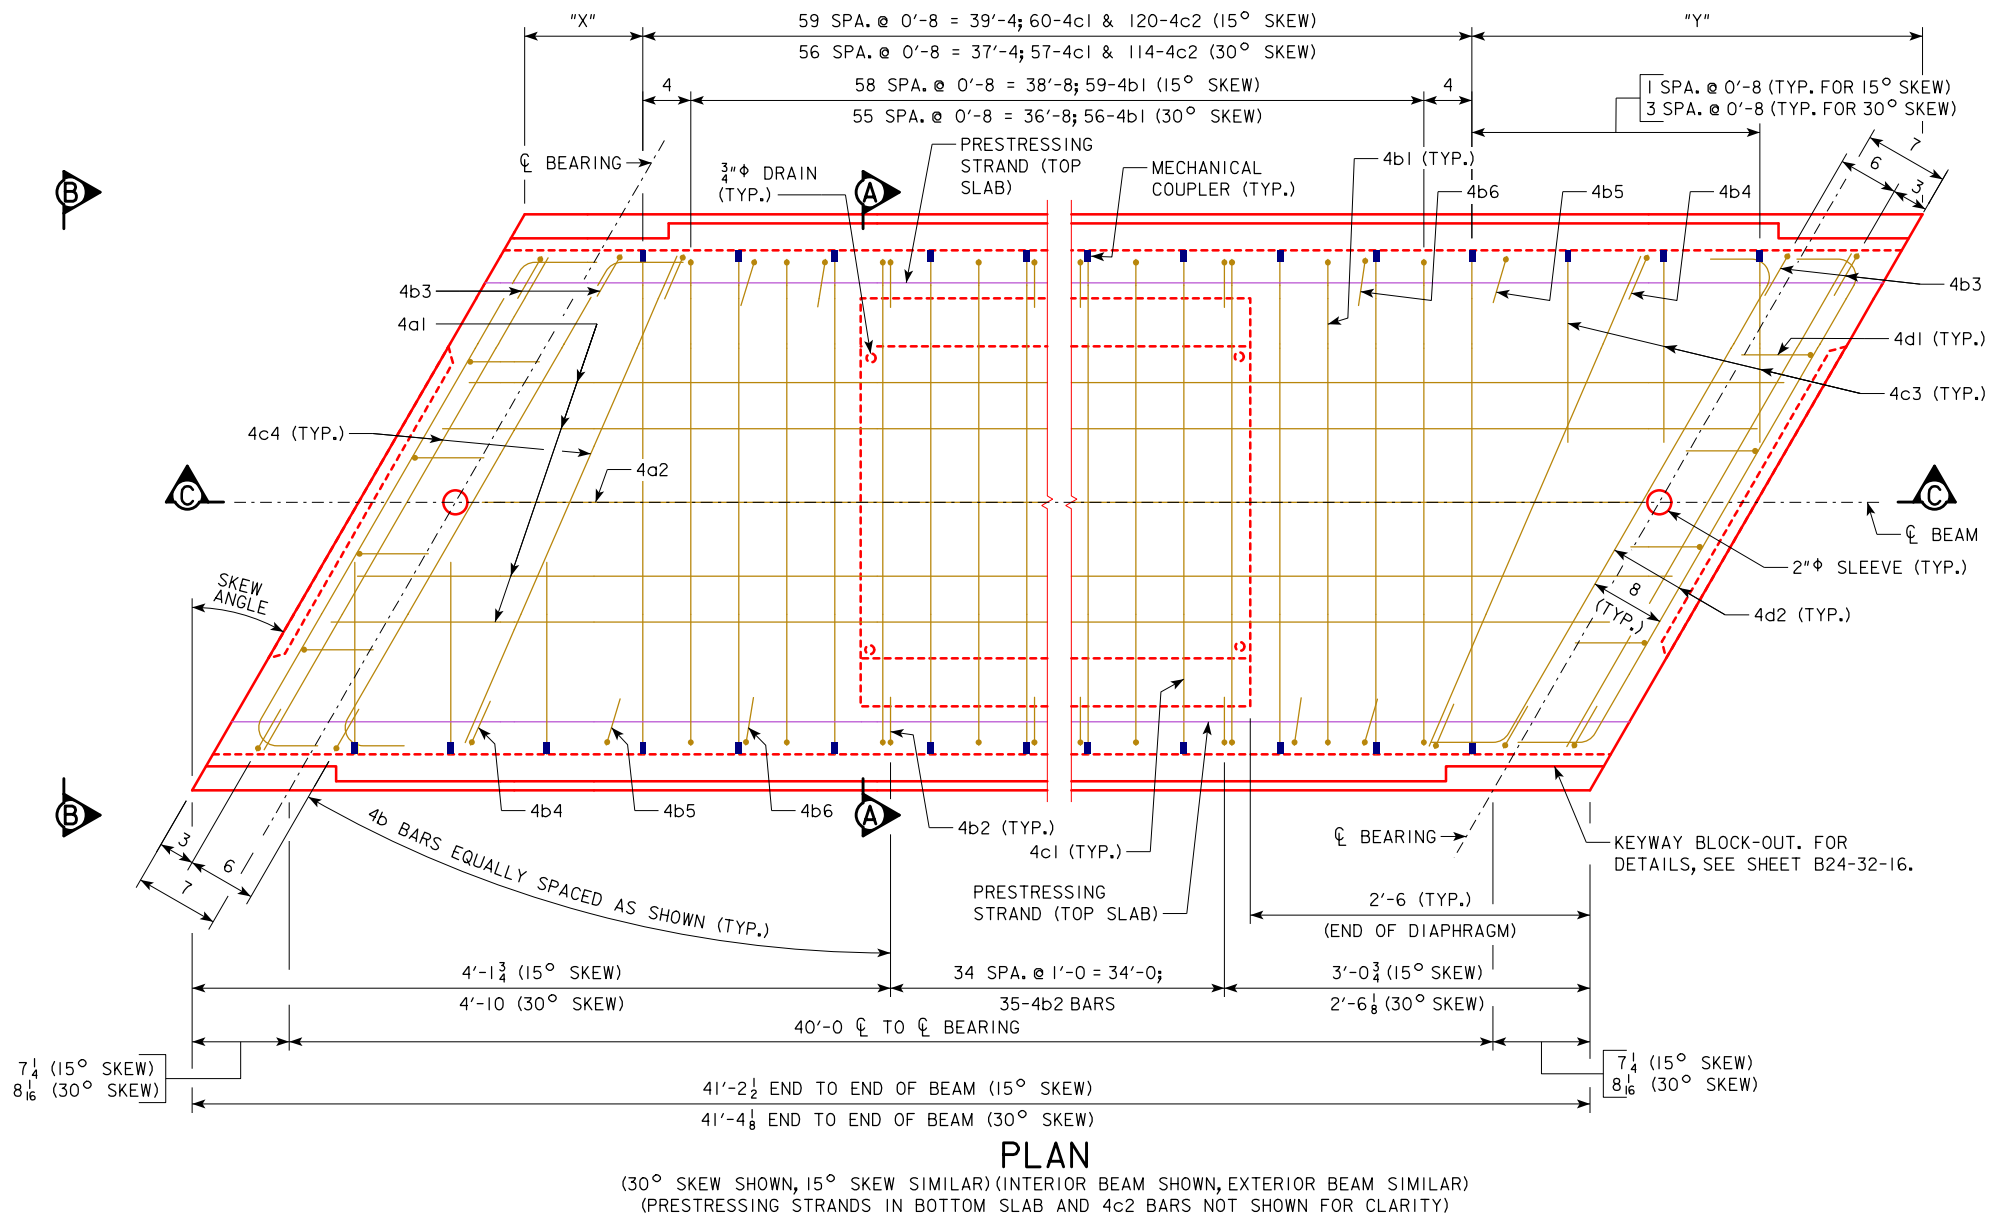 "X"
59 SPA. @ 0'-8 = 39'-4; 60-4c1 & 120-4c2 (15° SKEW)
"Y"
56 SPA. @ 0'-8 = 37'-4; 57-4c1 & 114-4c2 (30° SKEW)
4
58 SPA. @ 0'-8 = 38'-8; 59-4b1 (15° SKEW)
4
55 SPA. @ 0'-8 = 36'-8; 56-4b1 (30° SKEW)
1 SPA. @ 0'-8 (TYP. FOR 15° SKEW)
3 SPA. @ 0'-8 (TYP. FOR 30° SKEW)
7
6
3
℄ BEARING
3/4"ϕ DRAIN
(TYP.)
PRESTRESSING
STRAND (TOP
SLAB)
MECHANICAL
COUPLER (TYP.)
4b1 (TYP.)
4b6
4b5
4b4
B
A
4b3
4b3
4a1
4d1 (TYP.)
4c3 (TYP.)
4c4 (TYP.)
4a2
C
C
℄ BEAM
2"ϕ SLEEVE (TYP.)
SKEW
ANGLE
8
(TYP.)
4d2 (TYP.)
B
A
4b4
4b5
4b6
4b2 (TYP.)
4c1 (TYP.)
℄ BEARING
KEYWAY BLOCK-OUT. FOR
DETAILS, SEE SHEET B24-32-16.
3
6
7
4b BARS EQUALLY SPACED AS SHOWN (TYP.)
PRESTRESSING
STRAND (TOP SLAB)
2'-6 (TYP.)
(END OF DIAPHRAGM)
4'-1 3/4 (15° SKEW)
34 SPA. @ 1'-0 = 34'-0;
3'-0 3/4 (15° SKEW)
4'-10 (30° SKEW)
35-4b2 BARS
2'-6 1/8 (30° SKEW)
40'-0 ℄ TO ℄ BEARING
7 1/4 (15° SKEW)
8 1/16 (30° SKEW)
7 1/4 (15° SKEW)
8 1/16 (30° SKEW)
41'-2 1/2 END TO END OF BEAM (15° SKEW)
41'-4 1/8 END TO END OF BEAM (30° SKEW)
PLAN
(30° SKEW SHOWN, 15° SKEW SIMILAR) (INTERIOR BEAM SHOWN, EXTERIOR BEAM SIMILAR)
(PRESTRESSING STRANDS IN BOTTOM SLAB AND 4c2 BARS NOT SHOWN FOR CLARITY)